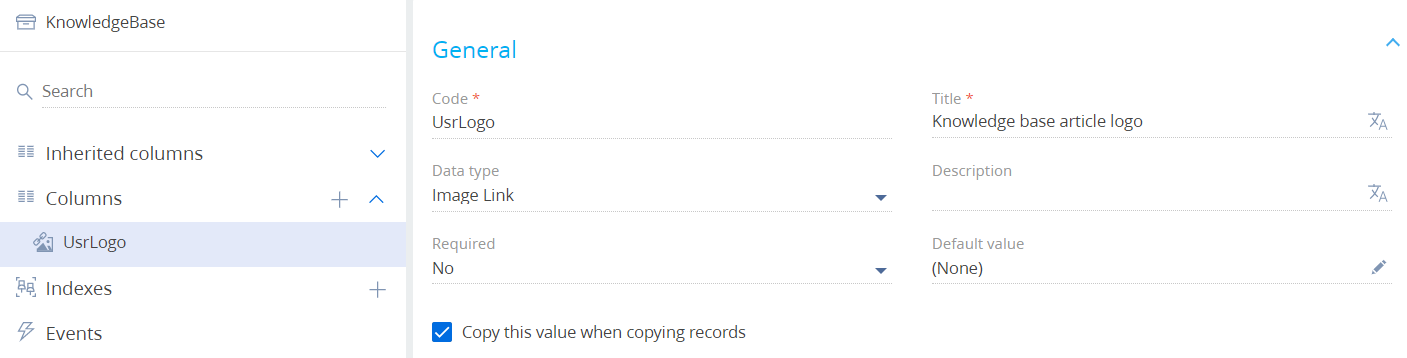 KnowledgeBase
Search
Inherited columns
Columns
UsrLogo
Indexes
Events
General
Code *
UsrLogo
Title *
Knowledge base article logo
Data type
Image Link
Description
Required
No
Default value
(None)
Copy this value when copying records